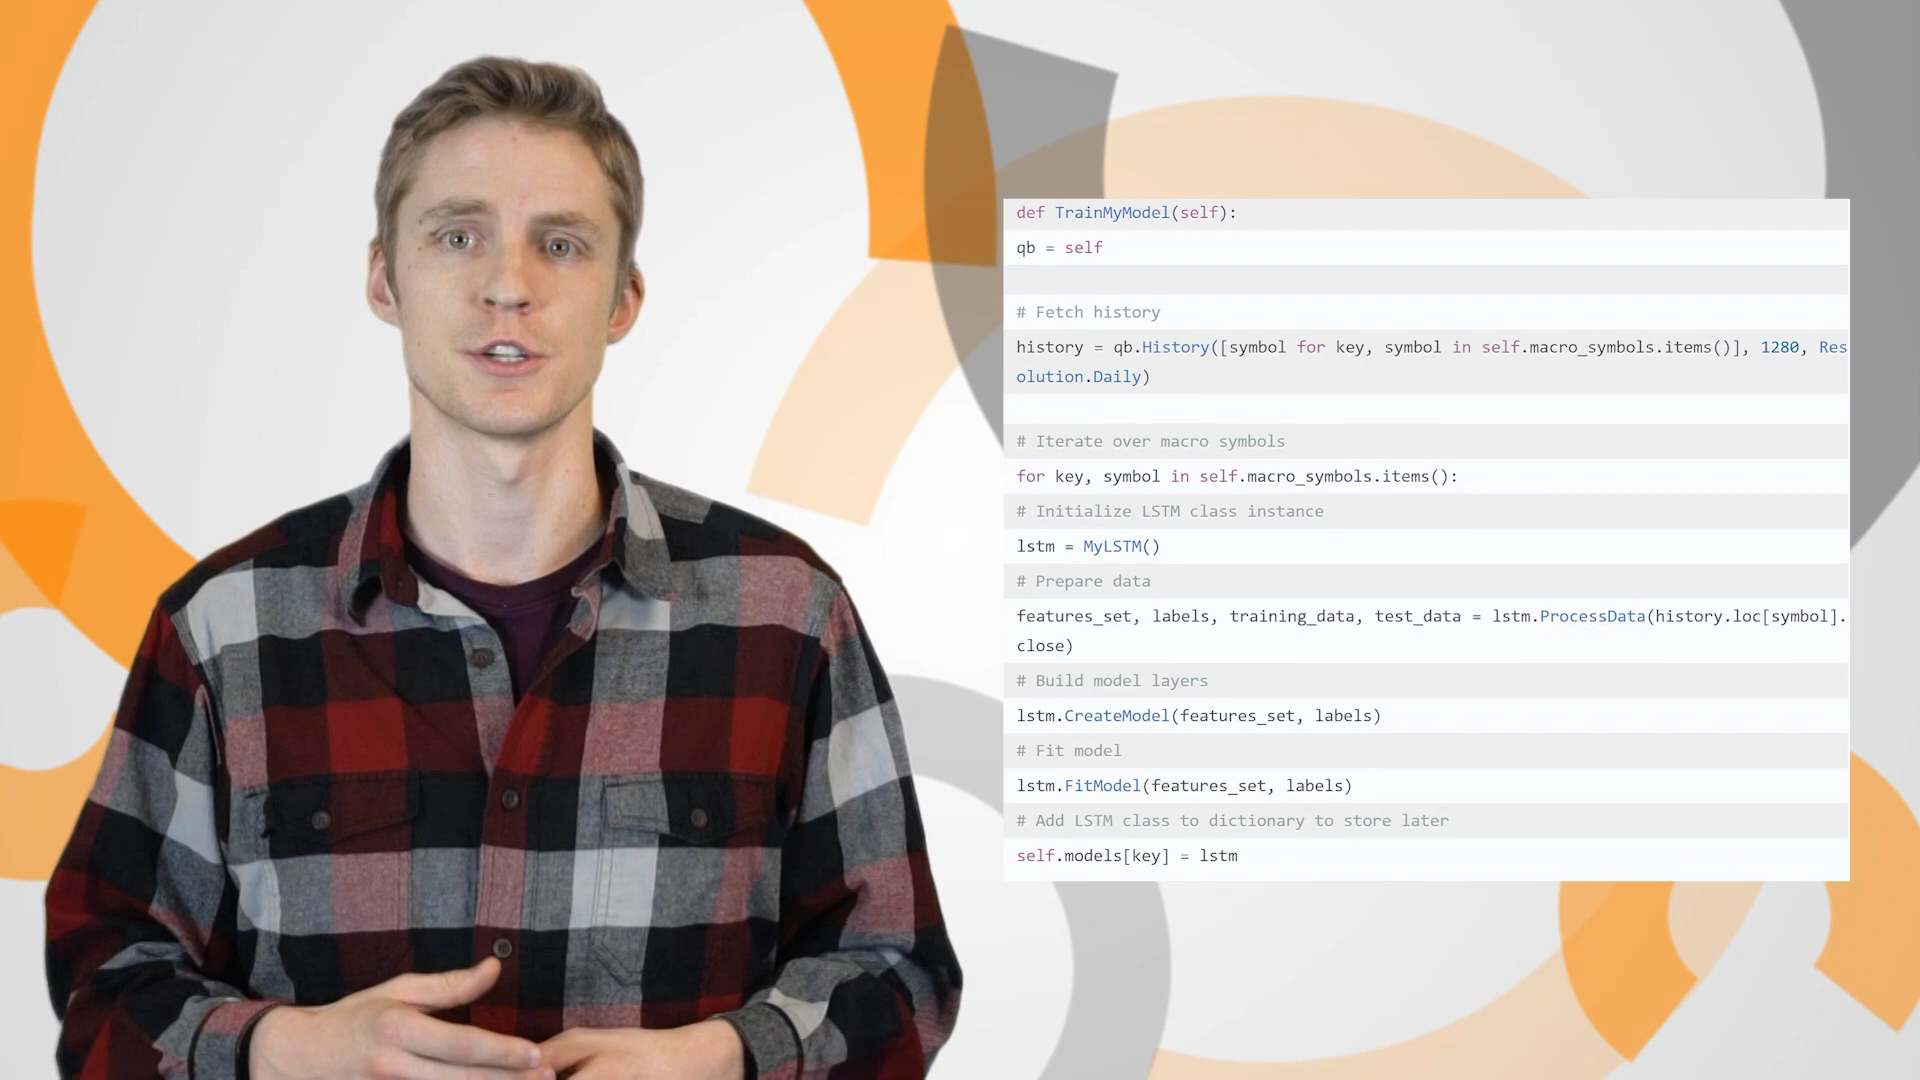 def TrainMyModel(self):
qb = self
# Fetch history
history = qb.History([symbol for key, symbol in self.macro_symbols.items()], 1280, Res
olution.Daily)
# Iterate over macro symbols
for key, symbol in self.macro_symbols.items():
# Initialize LSTM class instance
lstm = MyLSTM()
# Prepare data
features_set, labels, training_data, test_data = lstm.ProcessData(history.loc[symbol].
close)
# Build model layers
lstm.CreateModel(features_set, labels)
# Fit model
lstm.FitModel(features_set, labels)
# Add LSTM class to dictionary to store later
self.models[key] = lstm